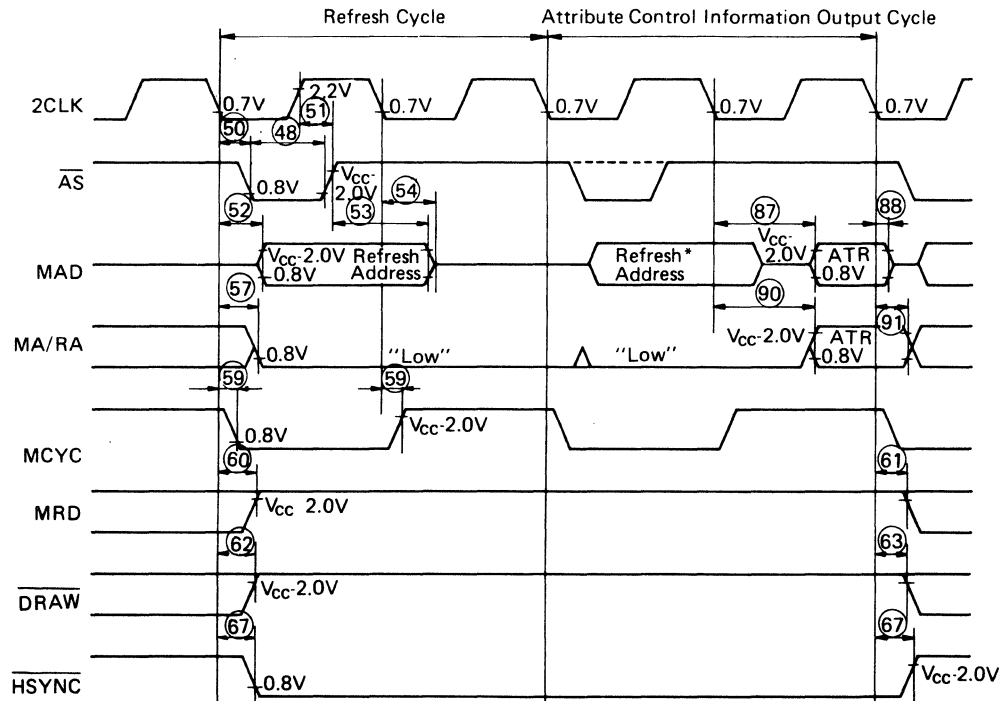 Refresh Cycle Attribute Control Information Output Cycle
2CLK 0.7V 2.2V 0.7V 0.7V 0.7V 0.7V
51
50 48
AS 0.8V VCC-2.0V 54
52 53 87 88
MAD VCC-2.0V Refresh Address 0.8V Refresh* Address VCC-2.0V ATR 0.8V
57 90
MA/RA 0.8V "Low" "Low" VCC-2.0V ATR 0.8V 91
59 59
MCYC 0.8V VCC-2.0V
60 61
MRD VCC 2.0V
62 63
DRAW VCC-2.0V
67 67
HSYNC 0.8V VCC-2.0V